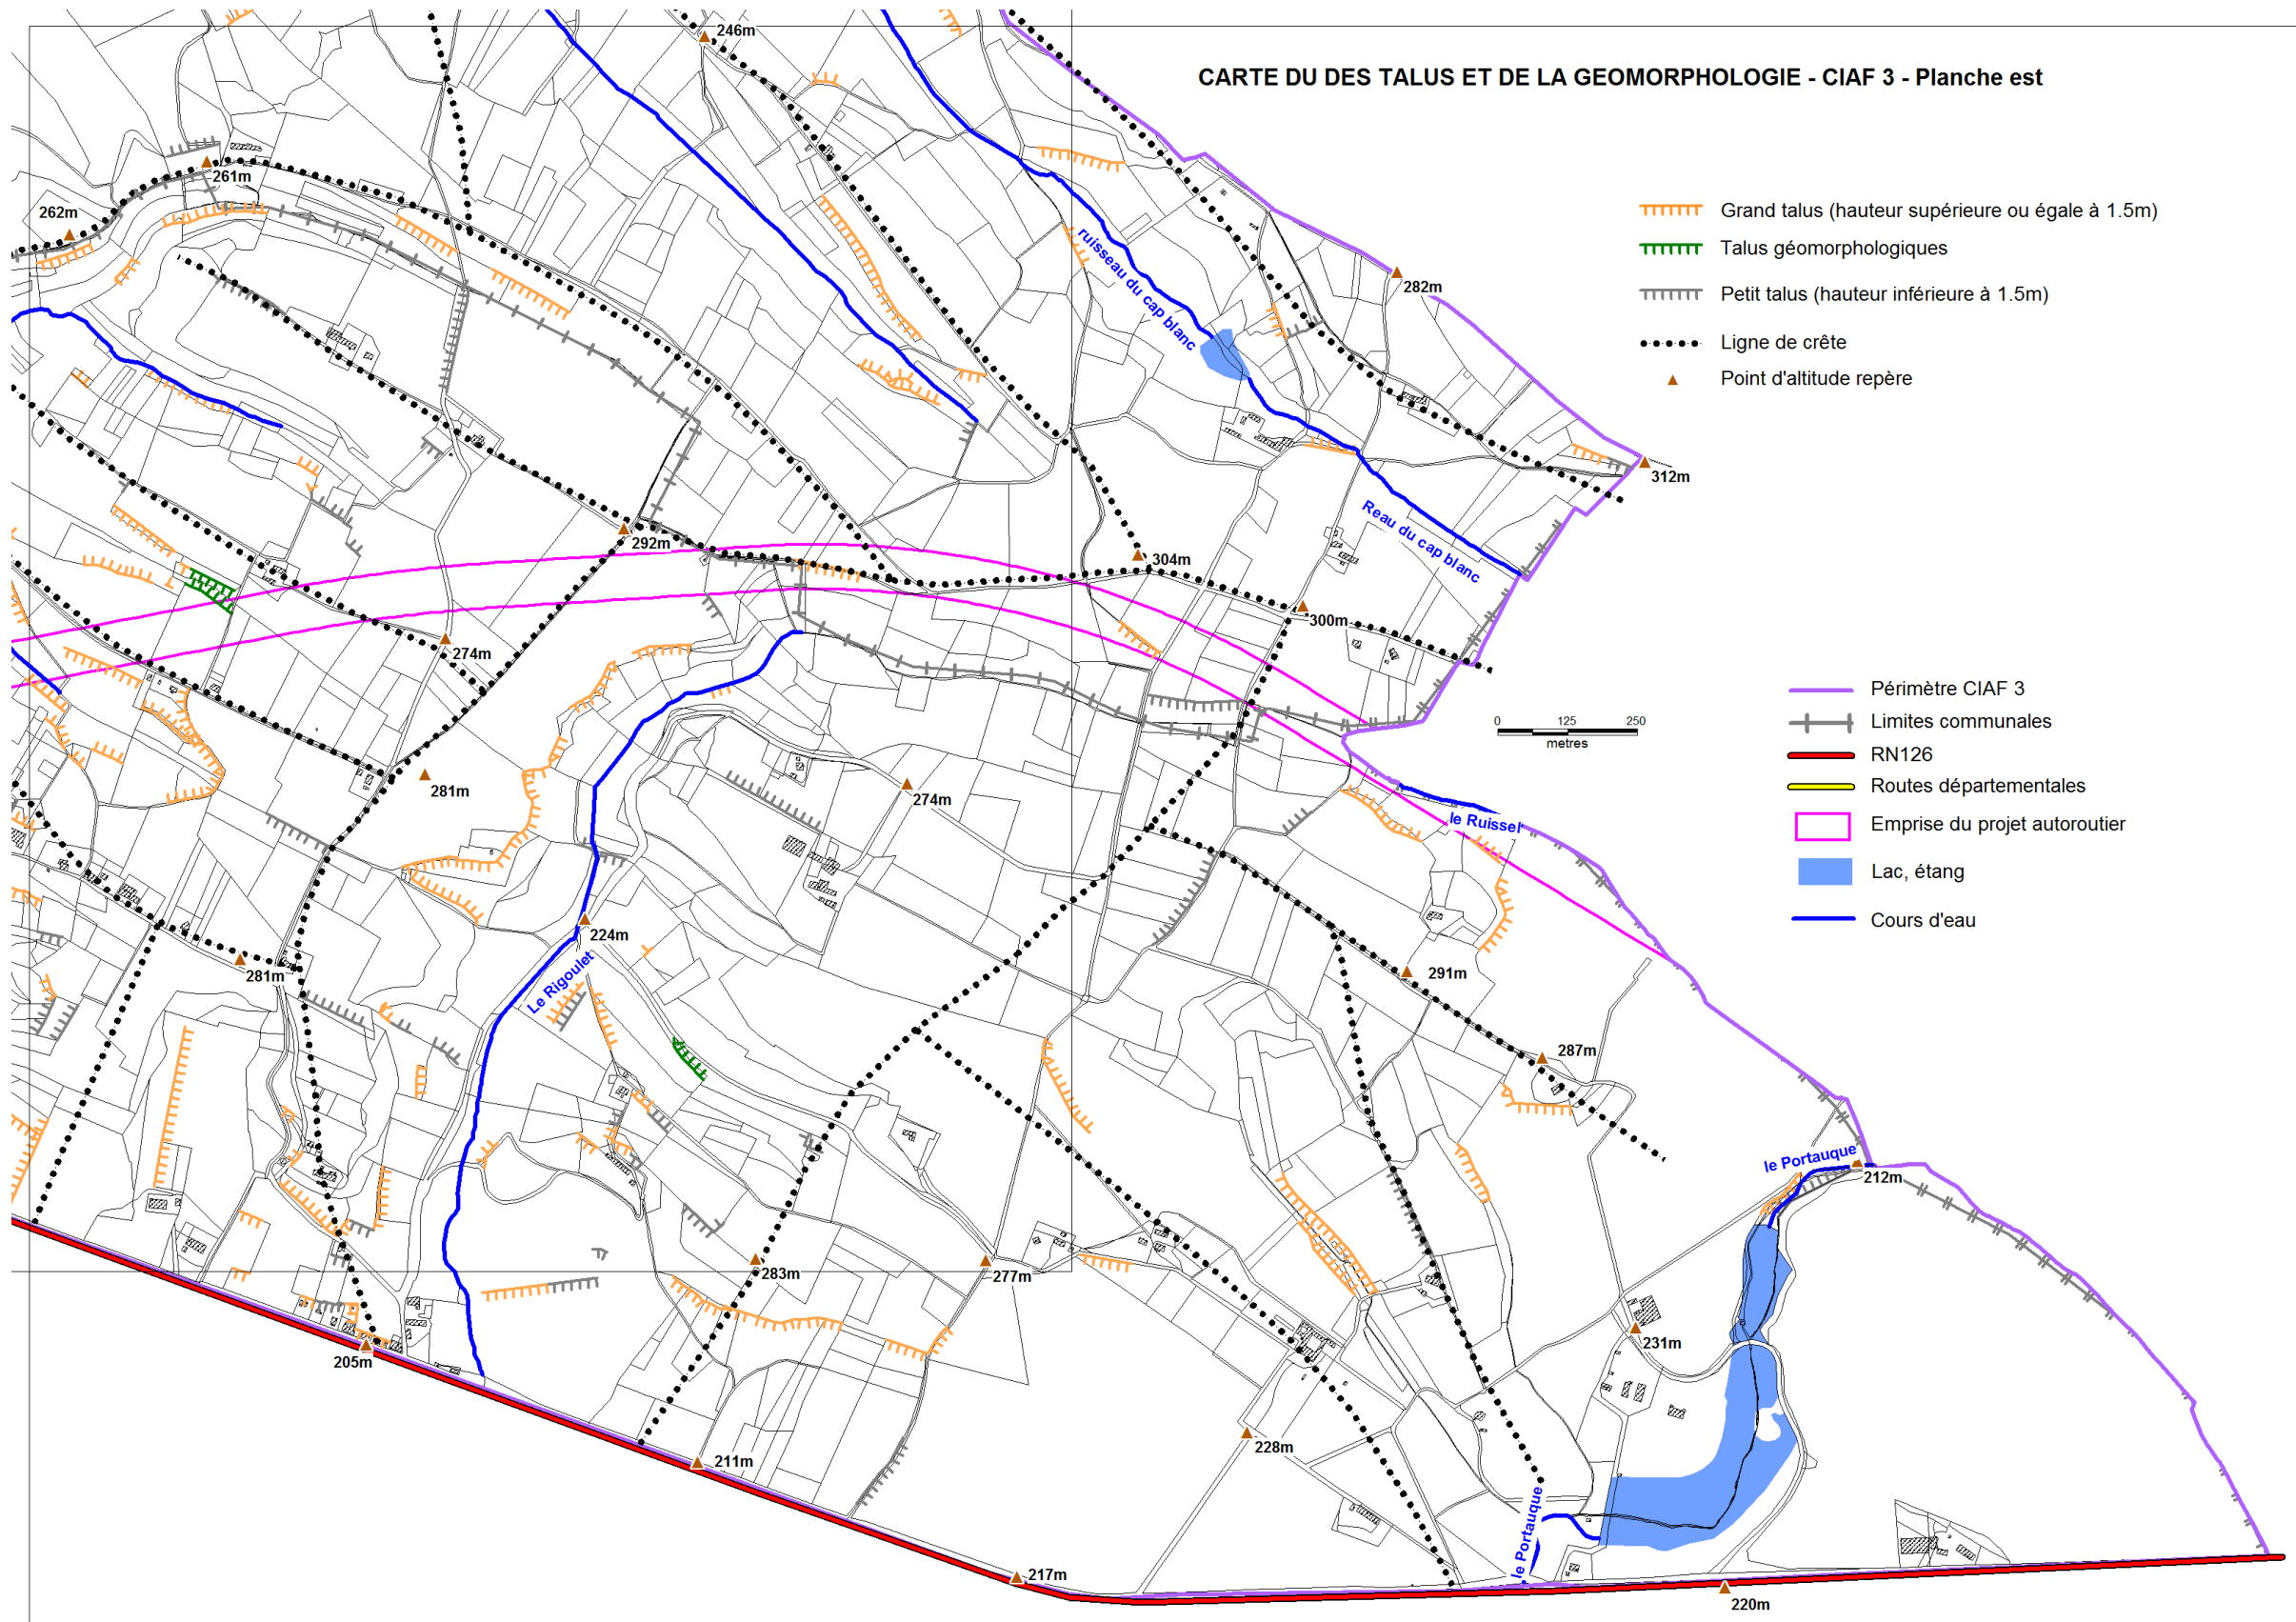 246m
CARTE DU DES TALUS ET DE LA GEOMORPHOLOGIE - CIAF 3 - Planche est
261m
262m
Grand talus (hauteur supérieure ou égale à 1.5m)
Talus géomorphologiques
Petit talus (hauteur inférieure à 1.5m)
Ligne de crête
Point d'altitude repère
ruisseau du cap blanc
282m
312m
Reau du cap blanc
292m
304m
300m
274m
Périmètre CIAF 3
Limites communales
RN126
Routes départementales
Emprise du projet autoroutier
Lac, étang
Cours d'eau
0 125 250
metres
281m
274m
le Ruissel
224m
Le Rigoulet
281m
291m
287m
le Portauque
212m
283m
277m
231m
205m
228m
211m
le Portauque
217m
220m